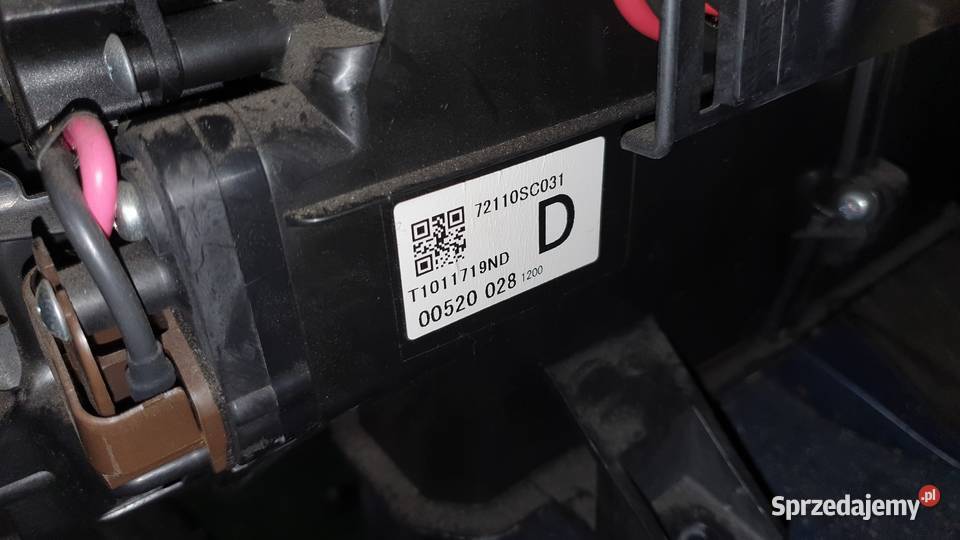 72110SC031
D
T1011719ND
00520 028 1200
Sprzedajemy.pl